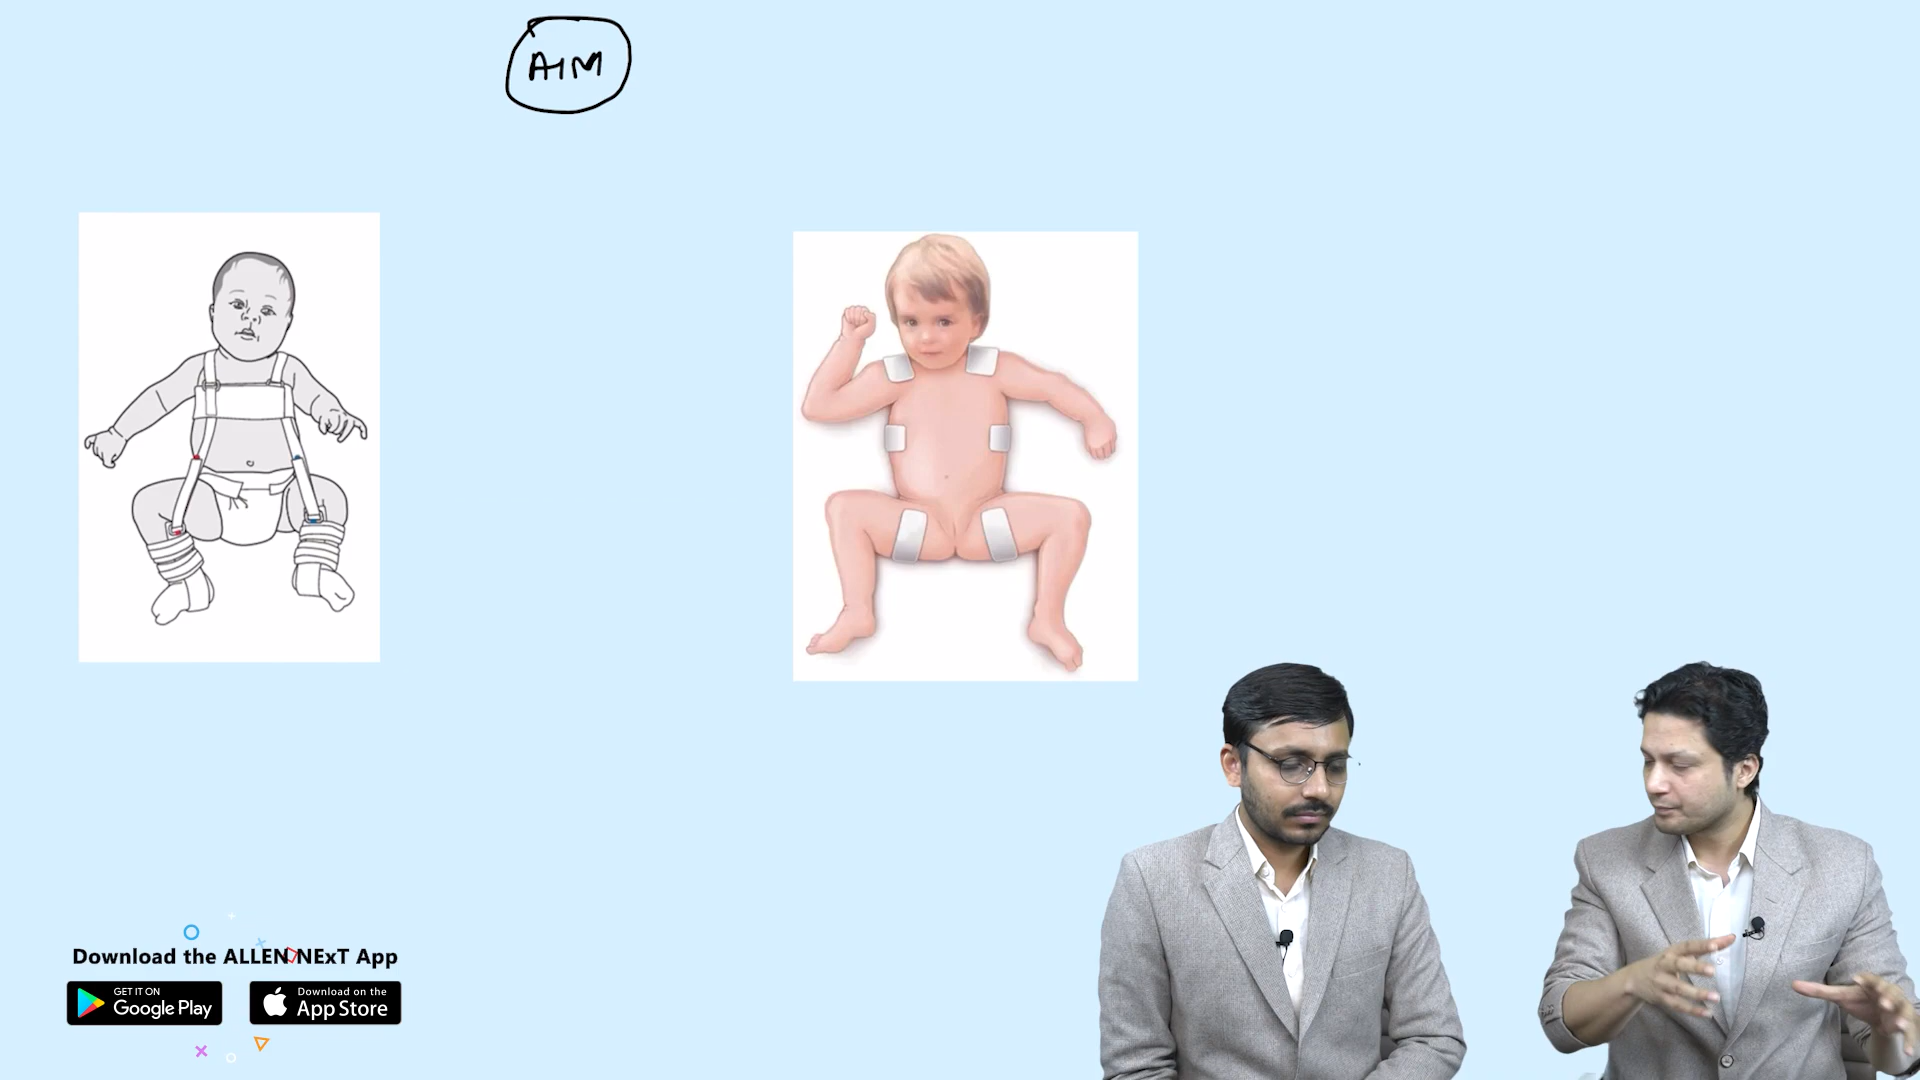 AIM
Download the ALLEN NExT App
GET IT ON
Google Play
Download on the
App Store